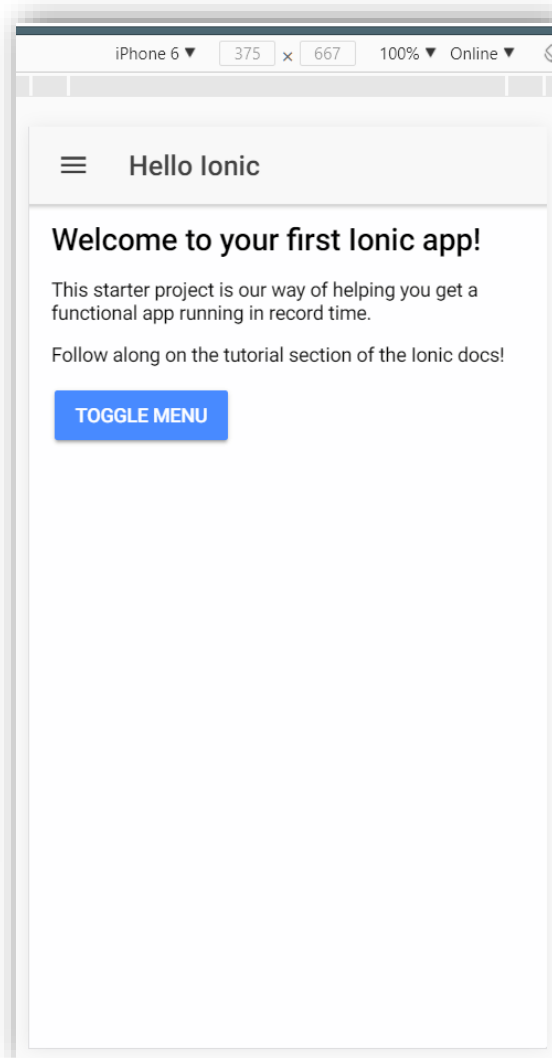 iPhone 6 ▼ 375 × 667 100% ▼ Online ▼
Hello Ionic
Welcome to your first Ionic app!
This starter project is our way of helping you get a
functional app running in record time.
Follow along on the tutorial section of the Ionic docs!
TOGGLE MENU